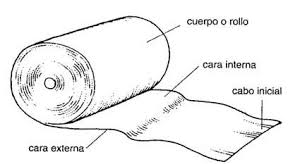 cuerpo o rollo
cara interna
cabo inicial
cara externa